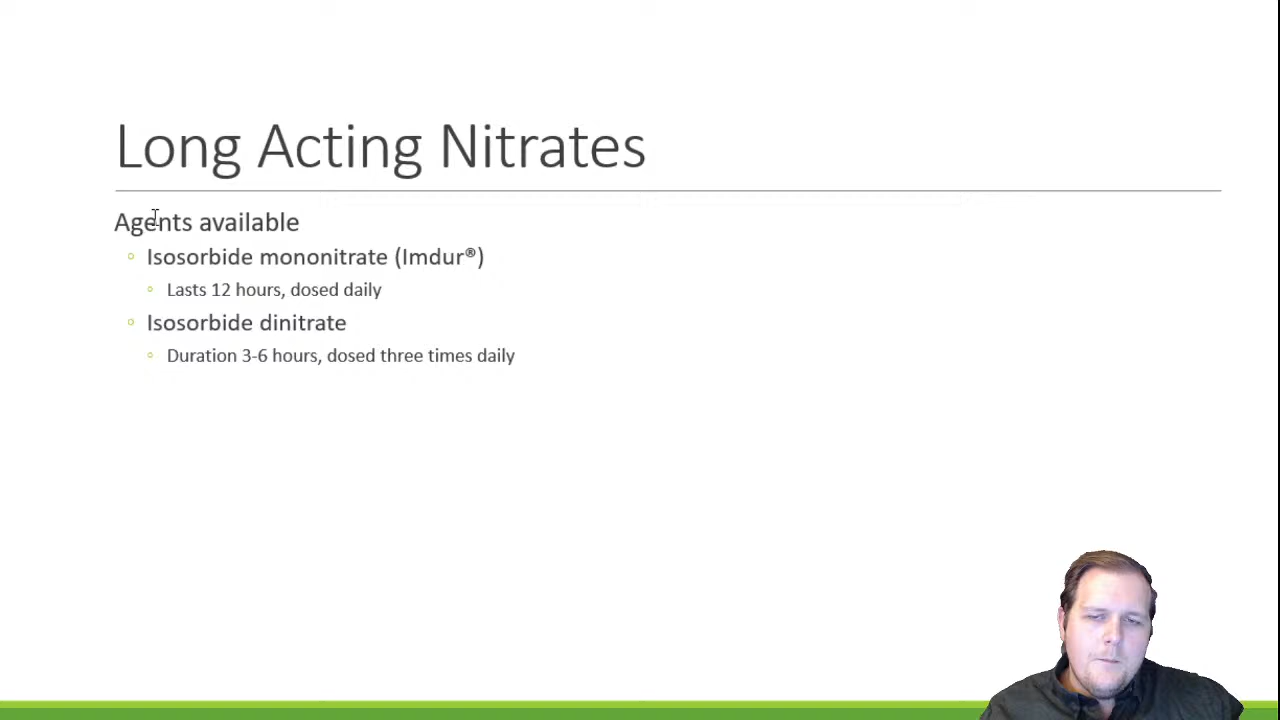 Long Acting Nitrates
Agents available
Isosorbide mononitrate (Imdur®)
Lasts 12 hours, dosed daily
Isosorbide dinitrate
Duration 3-6 hours, dosed three times daily